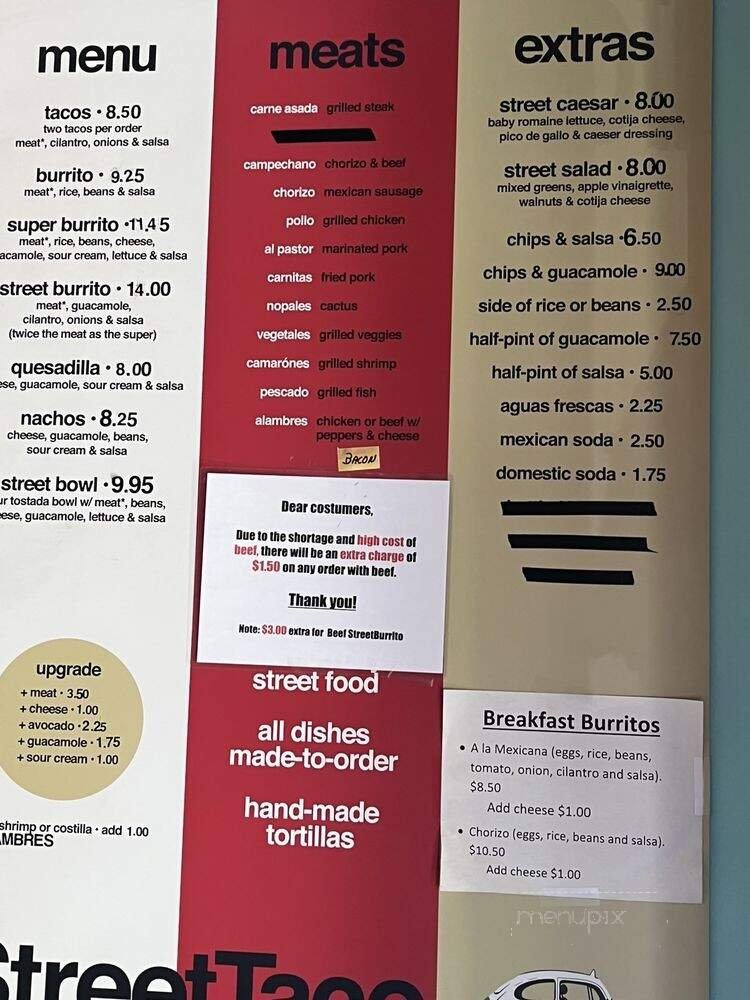 menu
tacos • 8.50
two tacos per order
meat*, cilantro, onions & salsa
burrito • 9.25
meat*, rice, beans & salsa
super burrito • 11.45
meat*, rice, beans, cheese,
acamole, sour cream, lettuce & salsa
street burrito • 14.00
meat*, guacamole,
cilantro, onions & salsa
(twice the meat as the super)
quesadilla • 8.00
ese, guacamole, sour cream & salsa
nachos • 8.25
cheese, guacamole, beans,
sour cream & salsa
street bowl • 9.95
ur tostada bowl w/ meat*, beans,
ese, guacamole, lettuce & salsa
upgrade
+ meat • 3.50
+ cheese • 1.00
+ avocado • 2.25
+ guacamole • 1.75
+ sour cream • 1.00
shrimp or costilla • add 1.00
AMBRES
meats
carne asada grilled steak
campechano chorizo & beef
chorizo mexican sausage
pollo grilled chicken
al pastor marinated pork
carnitas fried pork
nopales cactus
vegetales grilled veggies
camarónes grilled shrimp
pescado grilled fish
alambres chicken or beef w/
peppers & cheese
BACON
Dear costumers,
Due to the shortage and high cost of
beef, there will be an extra charge of
$1.50 on any order with beef.
Thank you!
Note: $3.00 extra for Beef StreetBurrito
street food
all dishes
made-to-order
hand-made
tortillas
extras
street caesar • 8.00
baby romaine lettuce, cotija cheese,
pico de gallo & caeser dressing
street salad • 8.00
mixed greens, apple vinaigrette,
walnuts & cotija cheese
chips & salsa • 6.50
chips & guacamole • 9.00
side of rice or beans • 2.50
half-pint of guacamole • 7.50
half-pint of salsa • 5.00
aguas frescas • 2.25
mexican soda • 2.50
domestic soda • 1.75
Breakfast Burritos
• A la Mexicana (eggs, rice, beans,
tomato, onion, cilantro and salsa).
$8.50
Add cheese $1.00
• Chorizo (eggs, rice, beans and salsa).
$10.50
Add cheese $1.00
menupix
StreetTaco